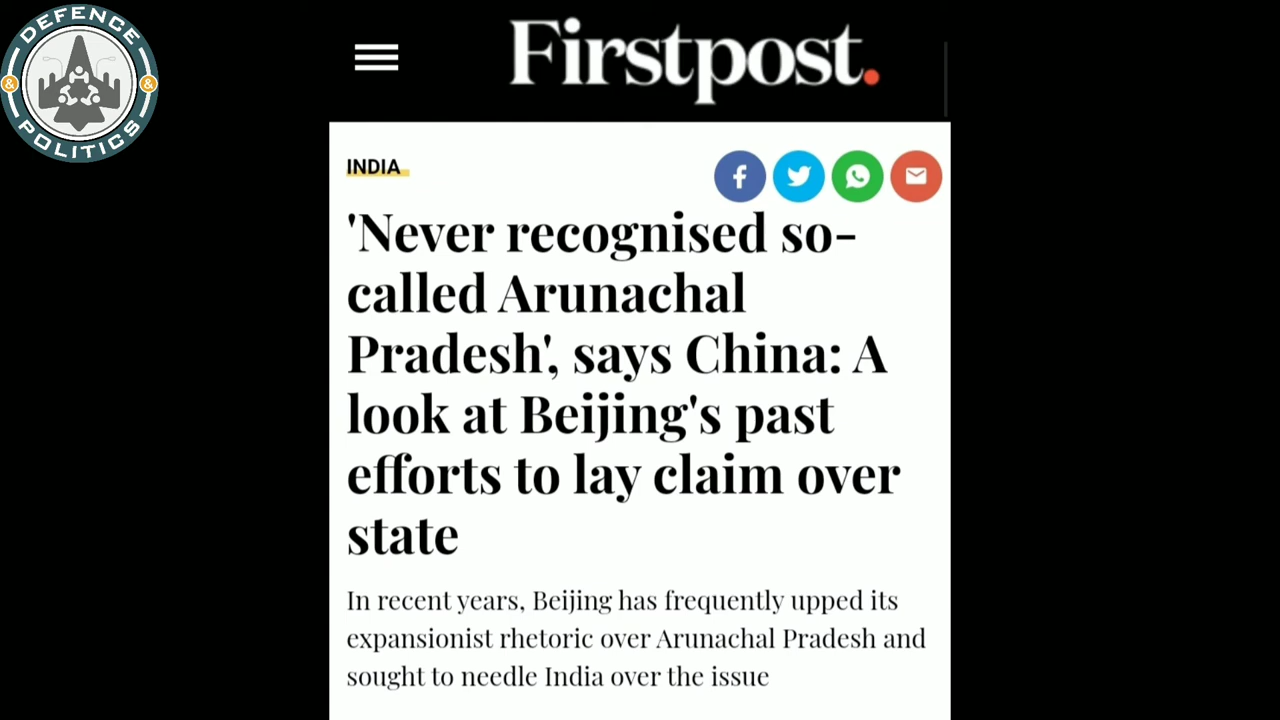 DEFENCE
& &
POLITICS
Firstpost.
INDIA
'Never recognised so-
called Arunachal
Pradesh', says China: A
look at Beijing's past
efforts to lay claim over
state
In recent years, Beijing has frequently upped its
expansionist rhetoric over Arunachal Pradesh and
sought to needle India over the issue